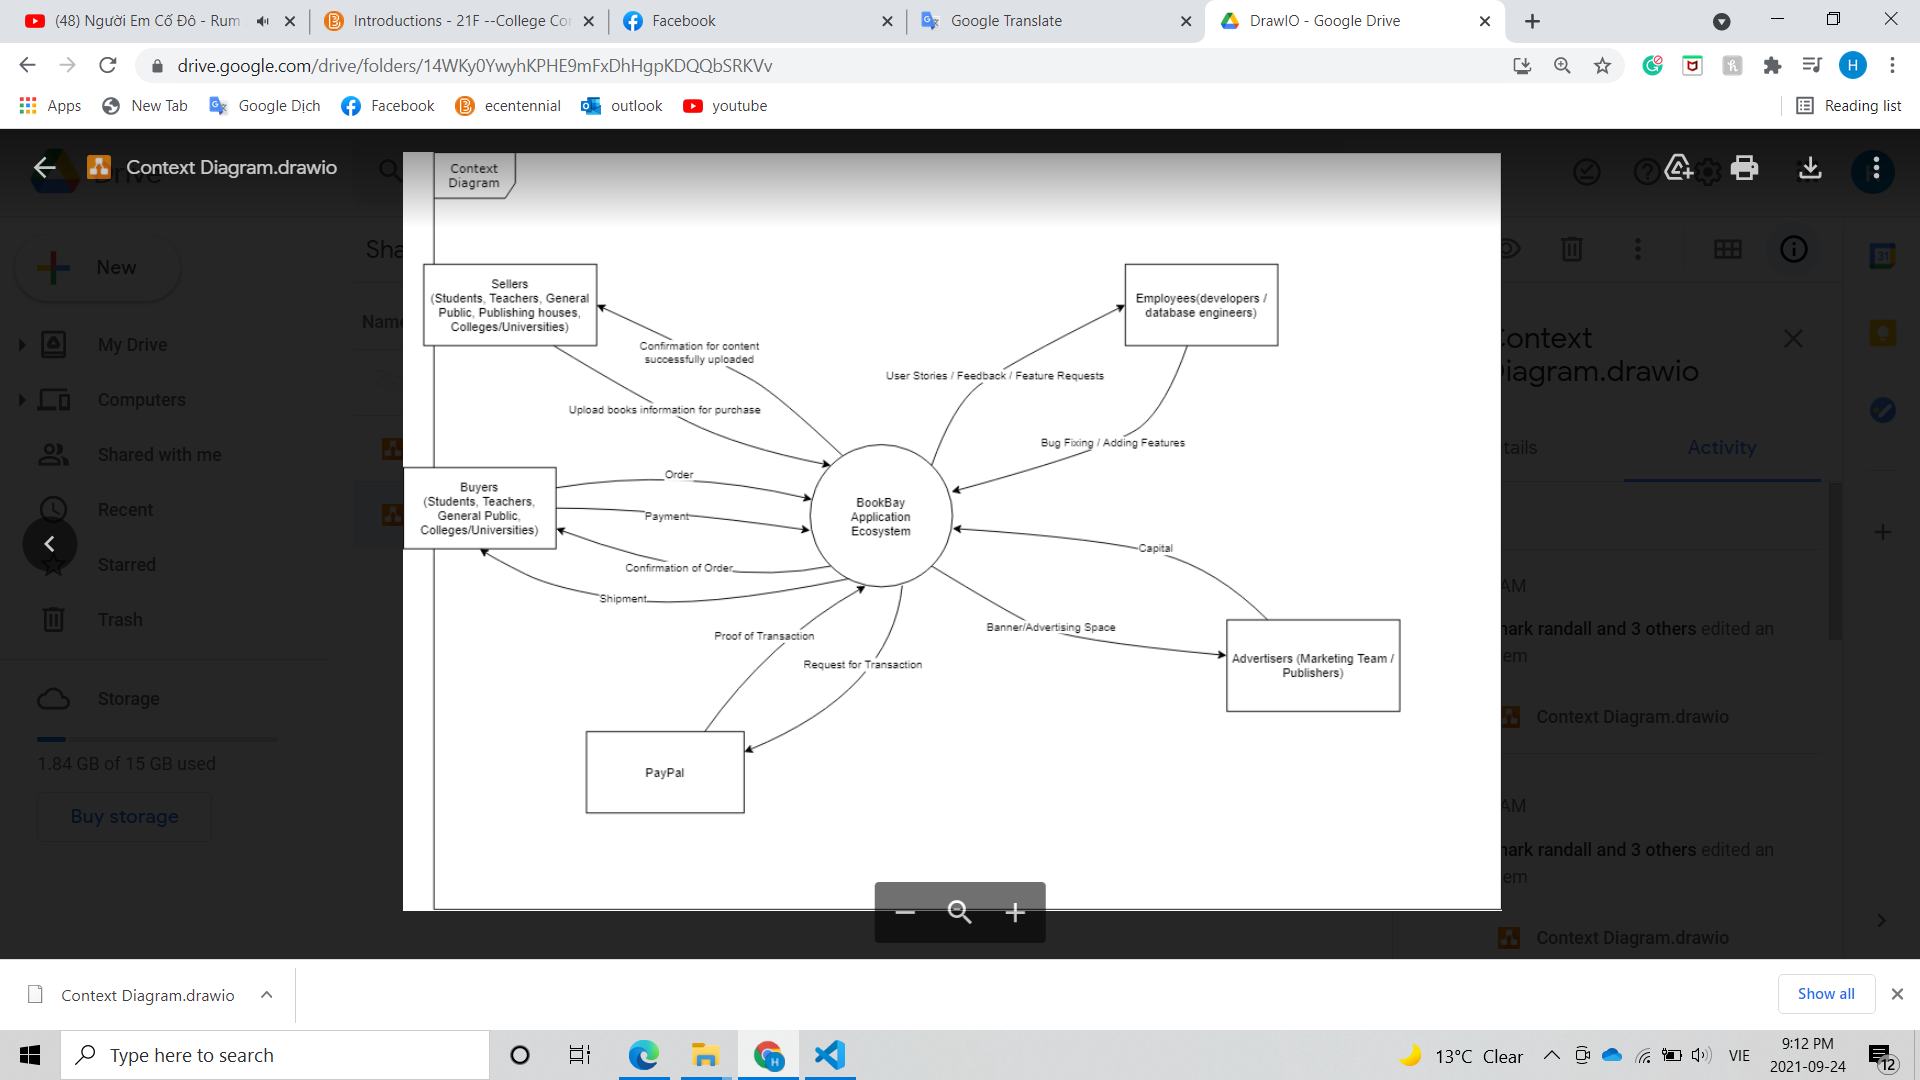 (48) Người Em Cố Đô - Rum
Introductions - 21F --College Co
Facebook
Google Translate
DrawIO - Google Drive
drive.google.com/drive/folders/14WKy0YwyhKPHE9mFxDhHgpKDQQbSRKVv
H
Apps
New Tab
Google Dịch
Facebook
ecentennial
outlook
youtube
Reading list
Context Diagram.drawio
Drive
New
My Drive
Computers
Shared with me
Recent
Starred
Trash
Storage
1.84 GB of 15 GB used
Buy storage
Sha
Name
Context
Diagram
Sellers
(Students, Teachers, General
Public, Publishing houses,
Colleges/Universities)
Confirmation for content
successfully uploaded
Upload books information for purchase
Employees(developers /
database engineers)
User Stories / Feedback / Feature Requests
Bug Fixing / Adding Features
Buyers
(Students, Teachers,
General Public,
Colleges/Universities)
Order
Payment
Confirmation of Order
Shipment
BookBay
Application
Ecosystem
Capital
Banner/Advertising Space
Advertisers (Marketing Team /
Publishers)
Proof of Transaction
Request for Transaction
PayPal
ontext
iagram.drawio
tails
Activity
AM
mark randall and 3 others edited an
em
Context Diagram.drawio
AM
mark randall and 3 others edited an
em
Context Diagram.drawio
31
Context Diagram.drawio
Show all
Type here to search
H
13°C Clear
VIE
9:12 PM
2021-09-24
12